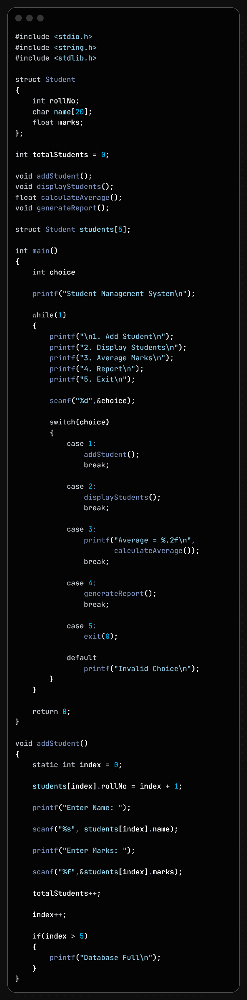 #include <stdio.h>
#include <string.h>
#include <stdlib.h>

struct Student
{
    int rollNo;
    char name[20];
    float marks;
};

int totalStudents = 0;

void addStudent();
void displayStudents();
float calculateAverage();
void generateReport();

struct Student students[5];

int main()
{
    int choice

    printf("Student Management System\n");

    while(1)
    {
        printf("\n1. Add Student\n");
        printf("2. Display Students\n");
        printf("3. Average Marks\n");
        printf("4. Report\n");
        printf("5. Exit\n");

        scanf("%d",&choice);

        switch(choice)
        {
            case 1:
                addStudent();
                break;

            case 2:
                displayStudents();
                break;

            case 3:
                printf("Average = %.2f\n",
                       calculateAverage());
                break;

            case 4:
                generateReport();
                break;

            case 5:
                exit(0);

            default
                printf("Invalid Choice\n");
        }
    }

    return 0;
}

void addStudent()
{
    static int index = 0;

    students[index].rollNo = index + 1;

    printf("Enter Name: ");

    scanf("%s", students[index].name);

    printf("Enter Marks: ");

    scanf("%f",&students[index].marks);

    totalStudents++;

    index++;

    if(index > 5)
    {
        printf("Database Full\n");
    }
}